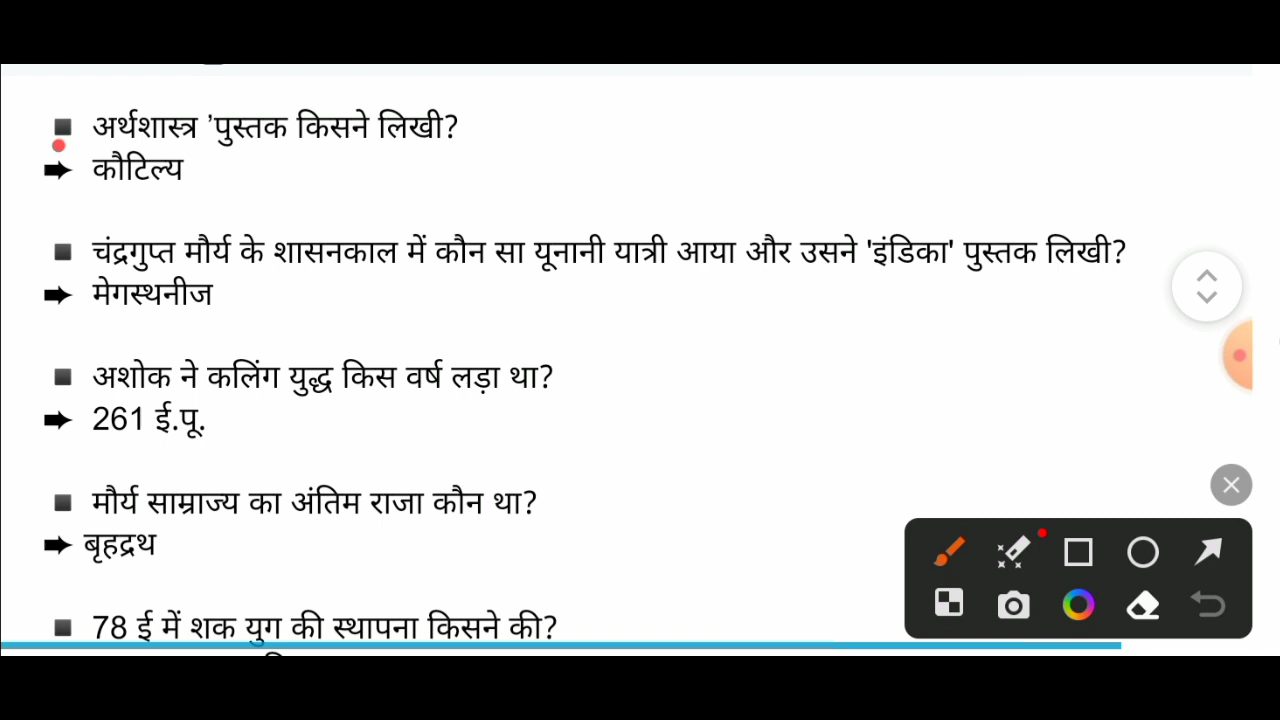 अर्थशास्त्र ’पुस्तक किसने लिखी?
कौटिल्य
चंद्रगुप्त मौर्य के शासनकाल में कौन सा यूनानी यात्री आया और उसने 'इंडिका' पुस्तक लिखी?
मेगस्थनीज
अशोक ने कलिंग युद्ध किस वर्ष लड़ा था?
261 ई.पू.
मौर्य साम्राज्य का अंतिम राजा कौन था?
बृहद्रथ
78 ई में शक युग की स्थापना किसने की?